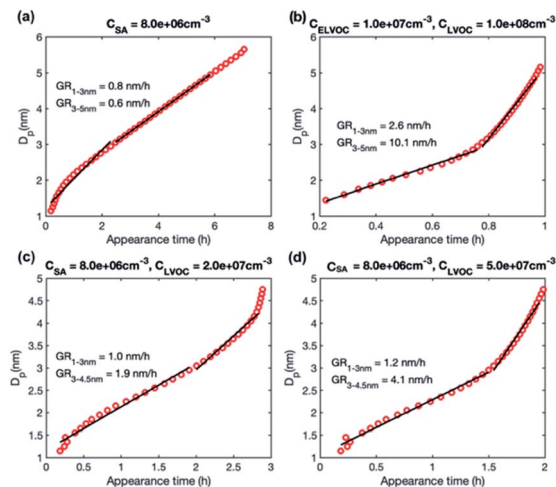 (a)
C_SA = 8.0e+06cm^-3
GR_1-3nm = 0.8 nm/h
GR_3-5nm = 0.6 nm/h
D_p(nm)
6
5
4
3
2
1
0 2 4 6 8
Appearance time (h)
(b)
C_ELVOC = 1.0e+07cm^-3, C_LVOC = 1.0e+08cm^-3
GR_1-3nm = 2.6 nm/h
GR_3-5nm = 10.1 nm/h
D_p(nm)
6
5
4
3
2
1
0.2 0.4 0.6 0.8 1
Appearance time (h)
(c)
C_SA = 8.0e+06cm^-3, C_LVOC = 2.0e+07cm^-3
GR_1-3nm = 1.0 nm/h
GR_3-4.5nm = 1.9 nm/h
D_p(nm)
5
4.5
4
3.5
3
2.5
2
1.5
1
0 0.5 1 1.5 2 2.5 3
Appearance time (h)
(d)
C_SA = 8.0e+06cm^-3, C_LVOC = 5.0e+07cm^-3
GR_1-3nm = 1.2 nm/h
GR_3-4.5nm = 4.1 nm/h
D_p(nm)
5
4.5
4
3.5
3
2.5
2
1.5
1
0 0.5 1 1.5 2
Appearance time (h)